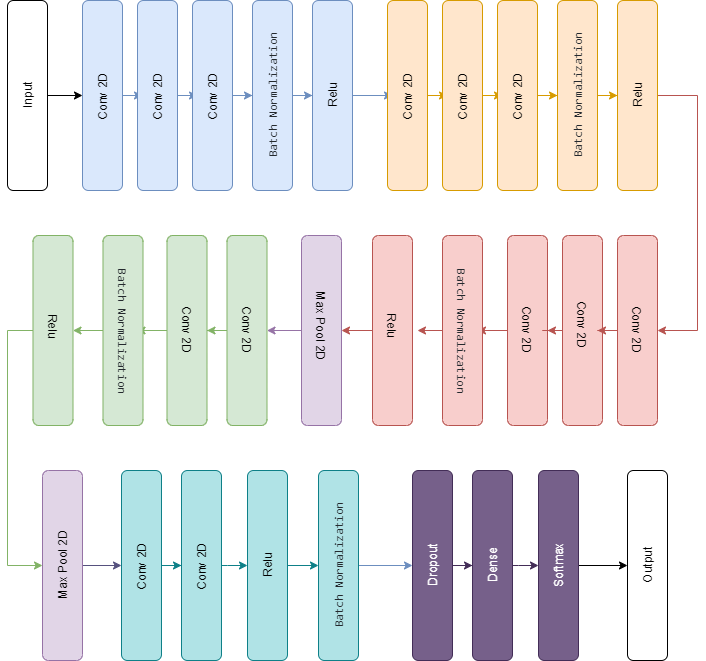 Input
Conv 2D
Conv 2D
Conv 2D
Batch Normalization
Relu
Conv 2D
Conv 2D
Conv 2D
Batch Normalization
Relu
Conv 2D
Conv 2D
Conv 2D
Batch Normalization
Relu
Max Pool 2D
Conv 2D
Conv 2D
Batch Normalization
Relu
Max Pool 2D
Conv 2D
Conv 2D
Relu
Batch Normalization
Dropout
Dense
Softmax
Output